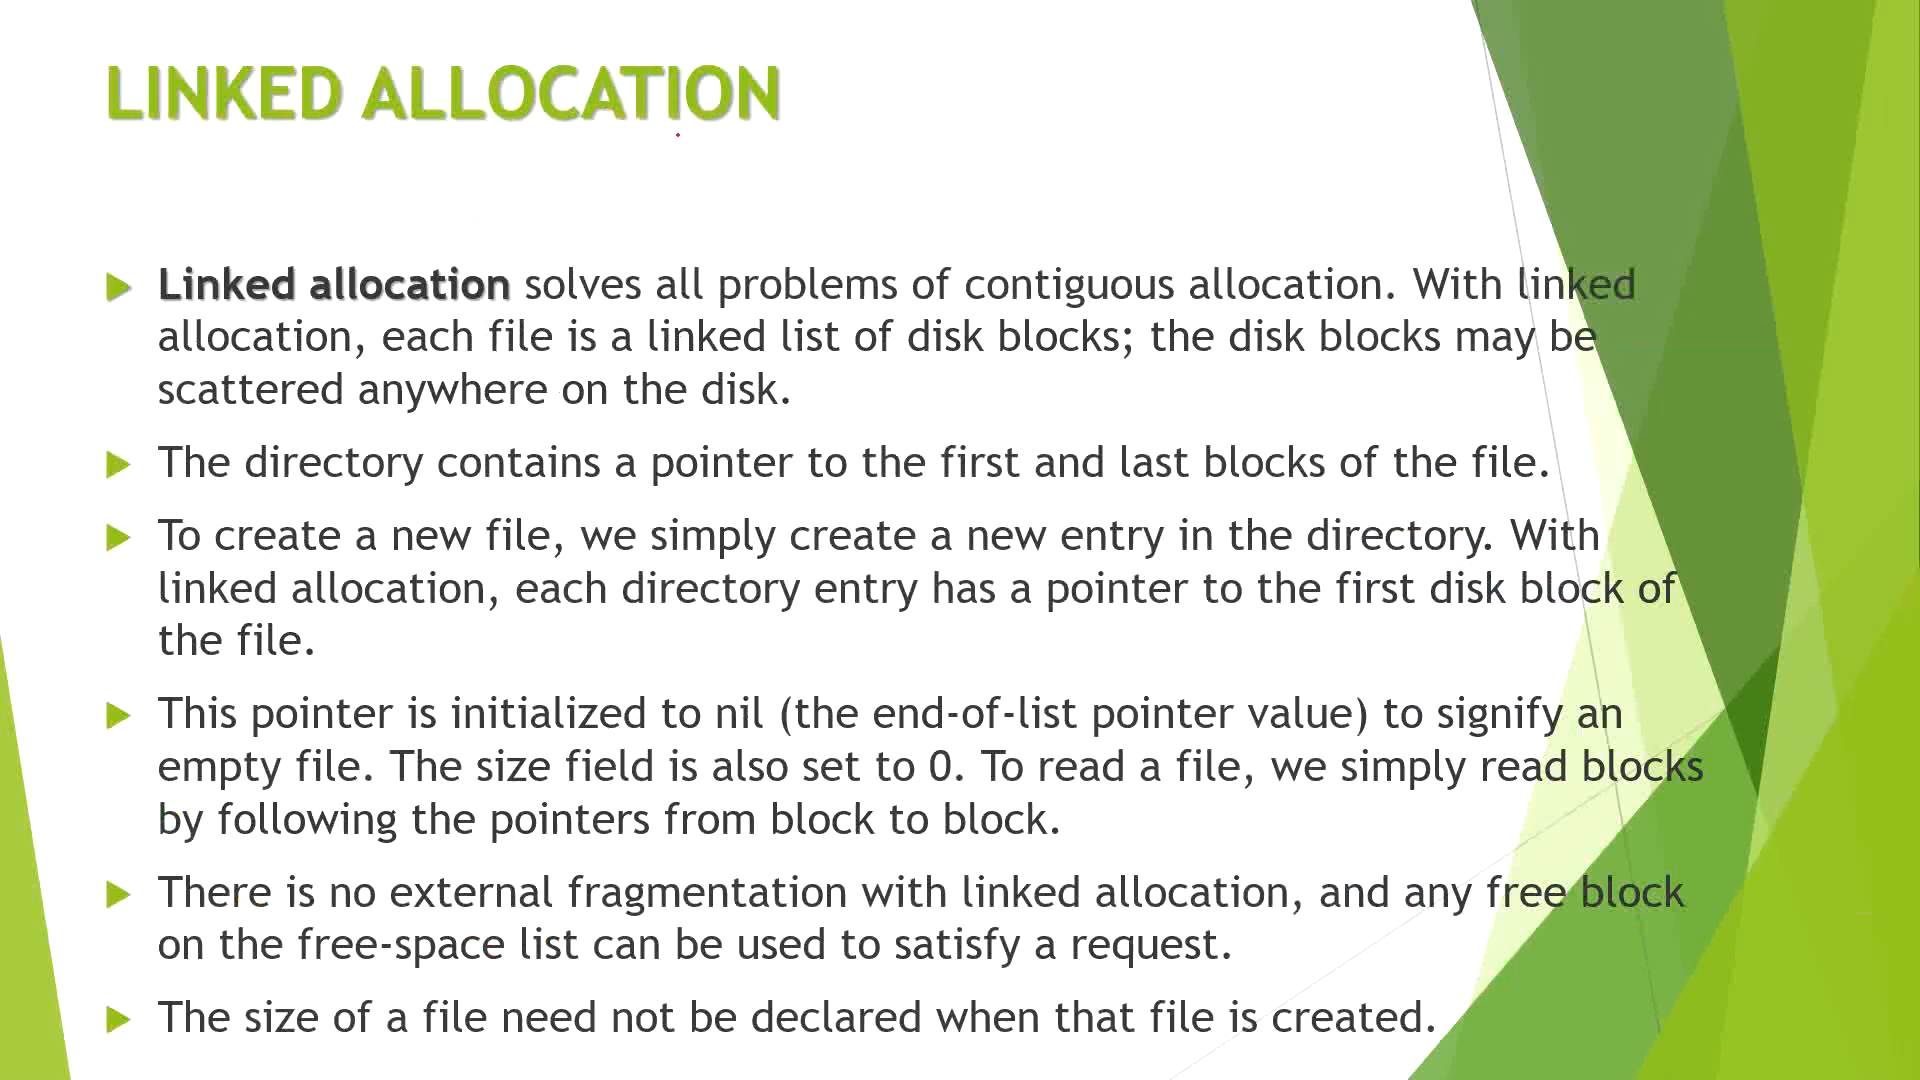 LINKED ALLOCATION
Linked allocation solves all problems of contiguous allocation. With linked
allocation, each file is a linked list of disk blocks; the disk blocks may be
scattered anywhere on the disk.
The directory contains a pointer to the first and last blocks of the file.
To create a new file, we simply create a new entry in the directory. With
linked allocation, each directory entry has a pointer to the first disk block of
the file.
This pointer is initialized to nil (the end-of-list pointer value) to signify an
empty file. The size field is also set to 0. To read a file, we simply read blocks
by following the pointers from block to block.
There is no external fragmentation with linked allocation, and any free block
on the free-space list can be used to satisfy a request.
The size of a file need not be declared when that file is created.